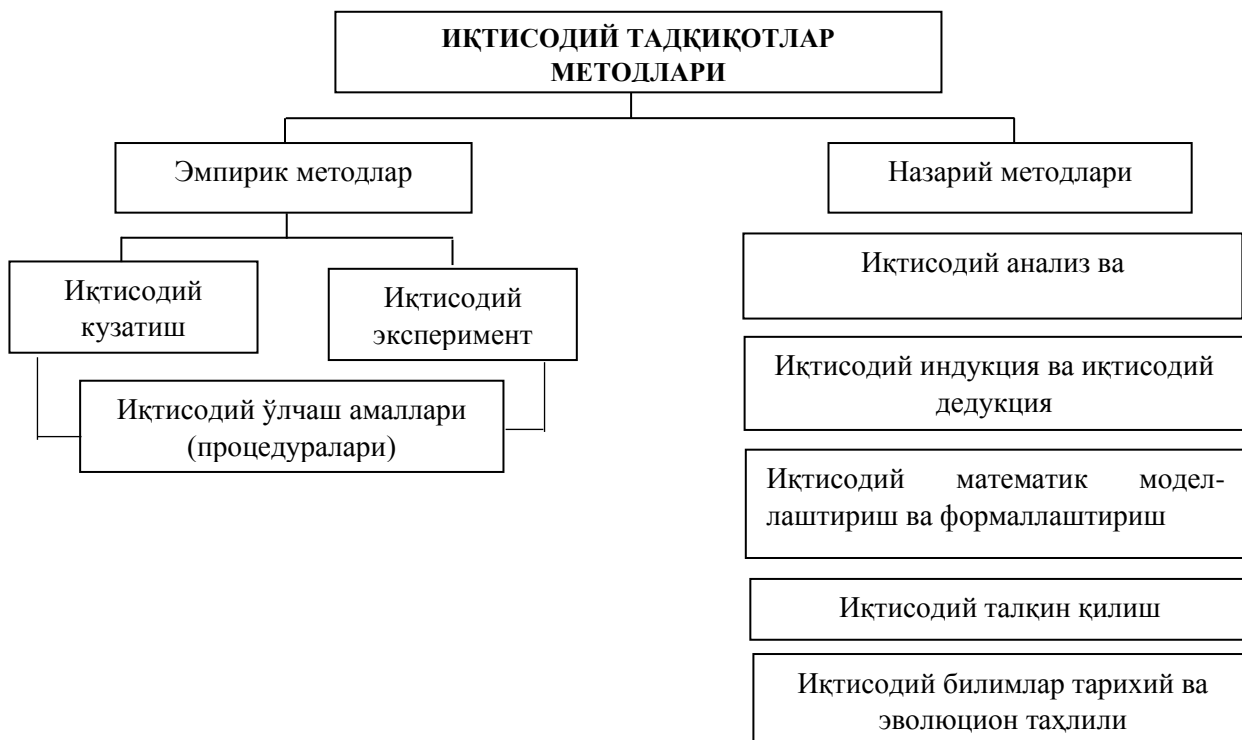 ИҚТИСОДИЙ ТАДҚИҚОТЛАР
МЕТОДЛАРИ
Эмпирик методлар
Назарий методлари
Иқтисодий
кузатиш
Иқтисодий
эксперимент
Иқтисодий ўлчаш амаллари
(процедуралари)
Иқтисодий анализ ва
Иқтисодий индукция ва иқтисодий
дедукция
Иқтисодий математик модел-
лаштириш ва формаллаштириш
Иқтисодий талқин қилиш
Иқтисодий билимлар тарихий ва
эволюцион таҳлили